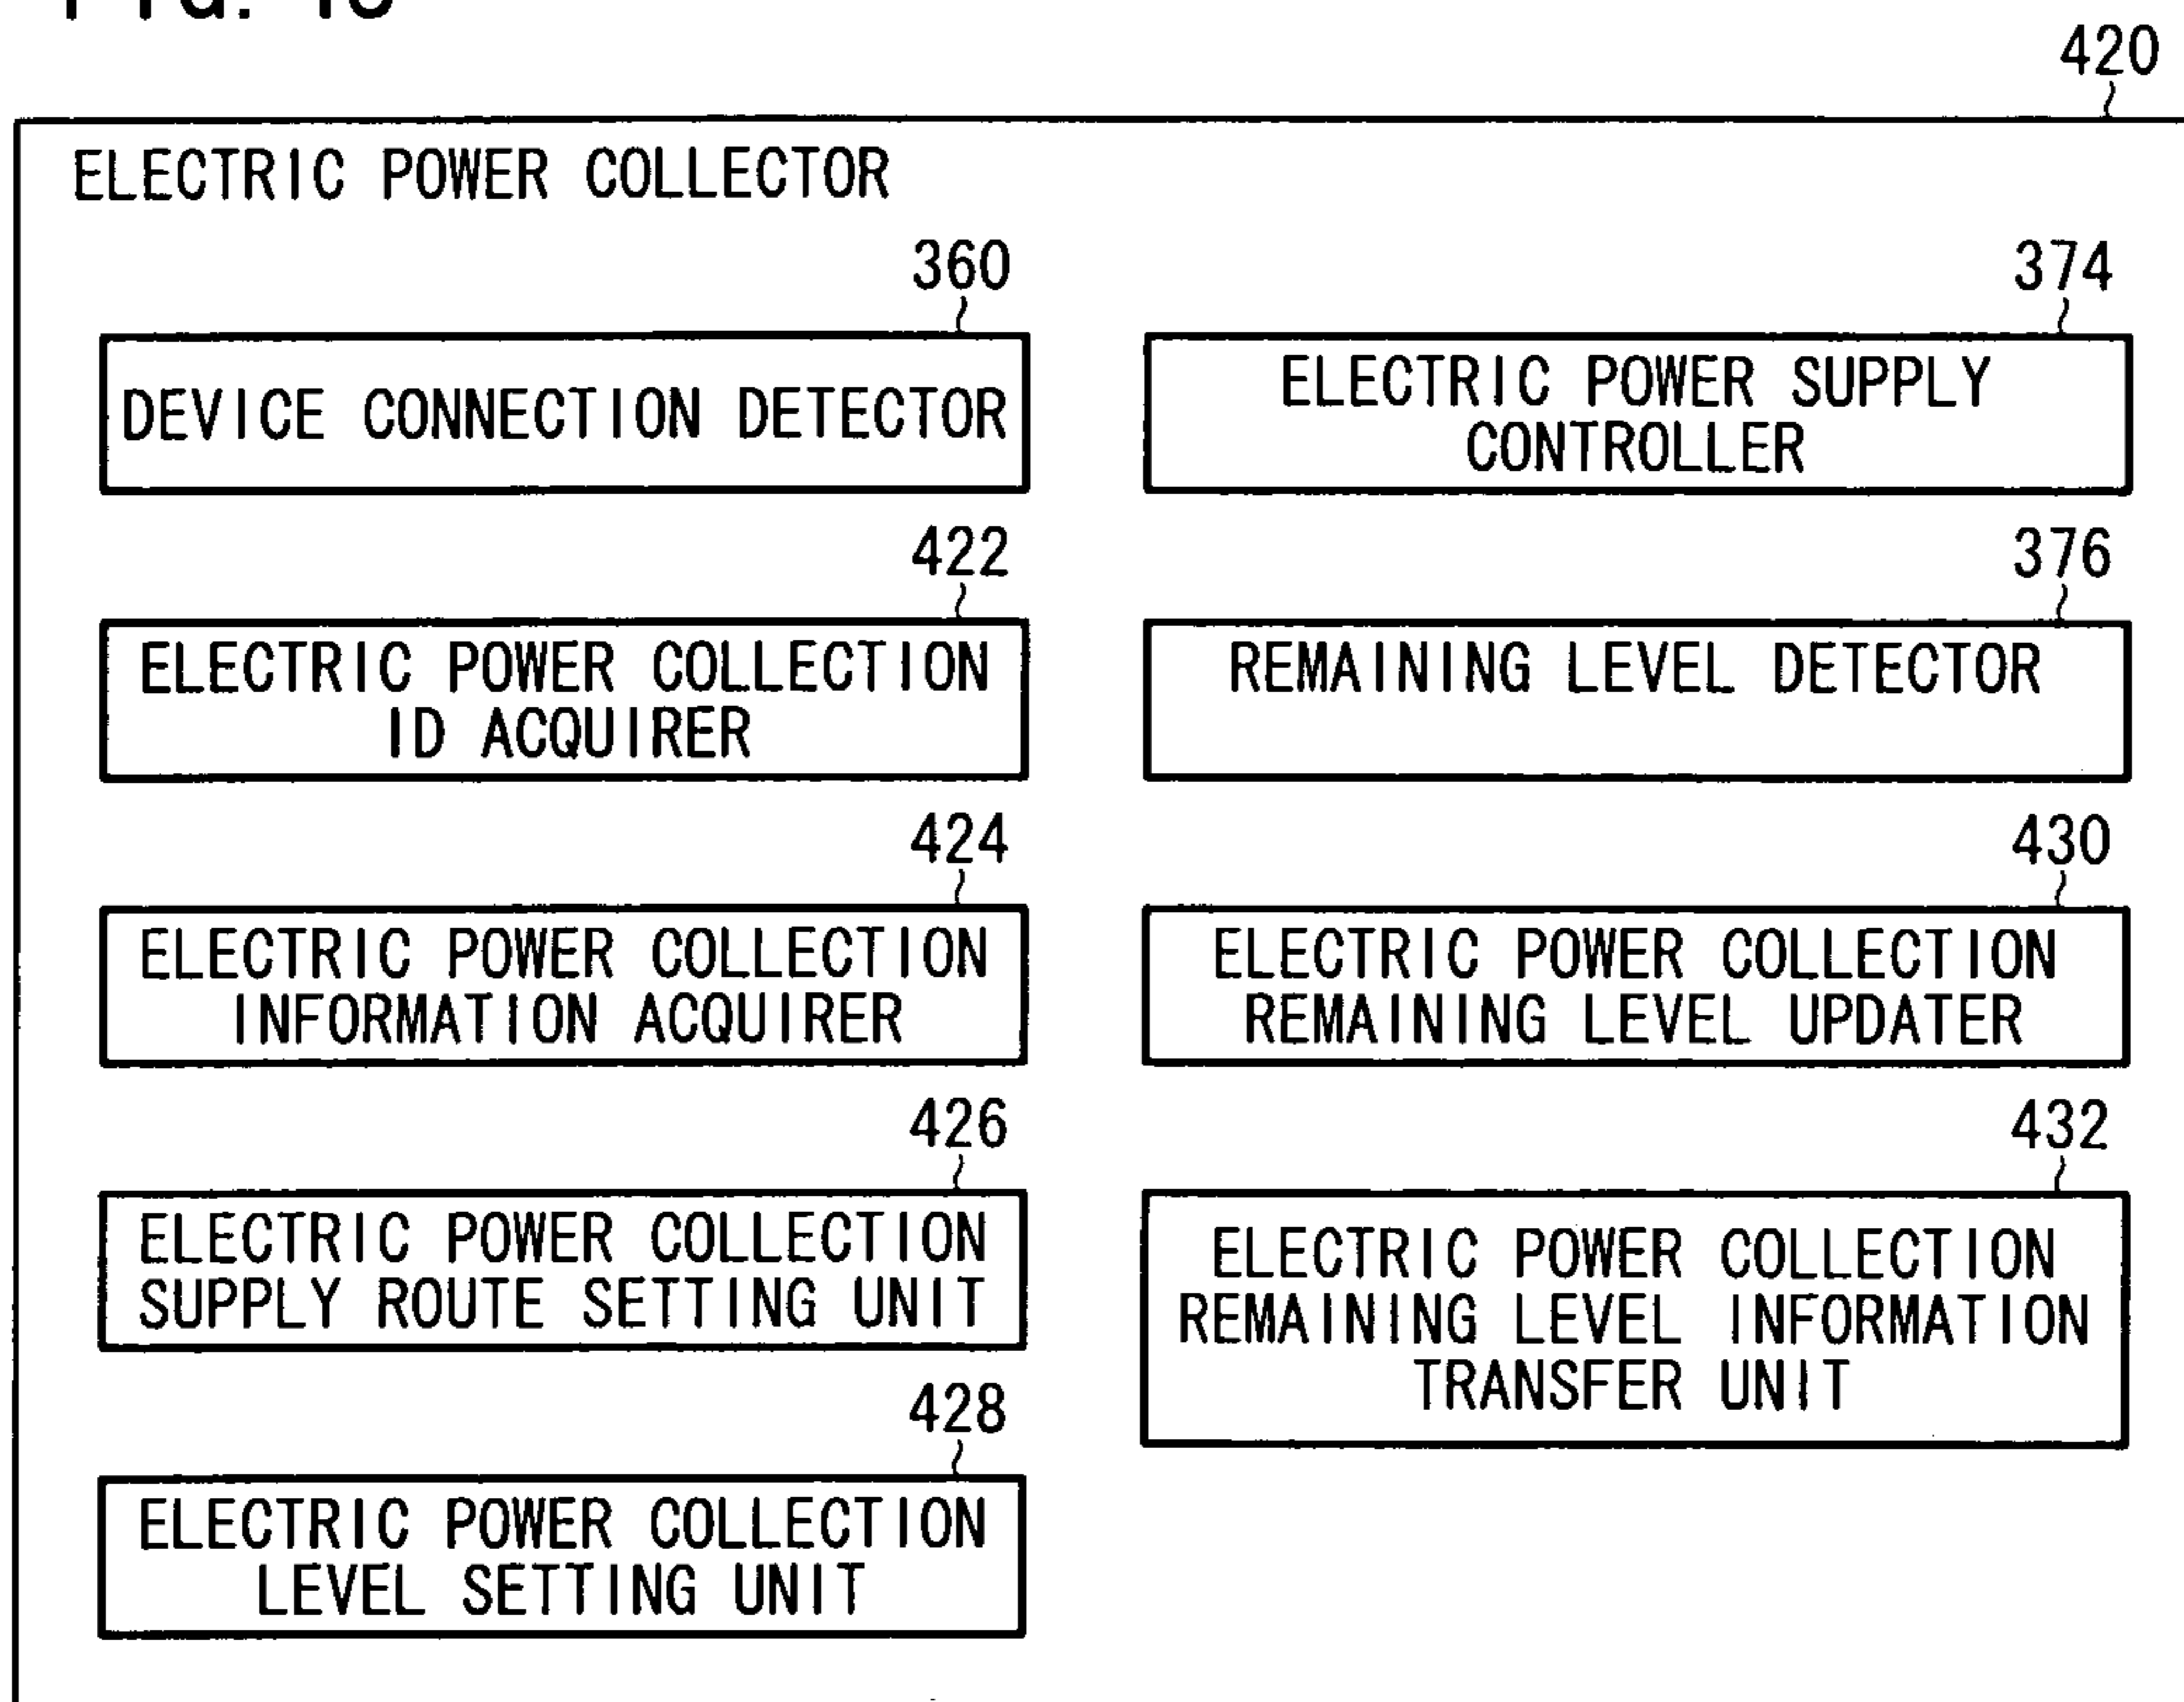 420
ELECTRIC POWER COLLECTOR
360
DEVICE CONNECTION DETECTOR
422
ELECTRIC POWER COLLECTION
ID ACQUIRER
424
ELECTRIC POWER COLLECTION
INFORMATION ACQUIRER
426
ELECTRIC POWER COLLECTION
SUPPLY ROUTE SETTING UNIT
428
ELECTRIC POWER COLLECTION
LEVEL SETTING UNIT
374
ELECTRIC POWER SUPPLY
CONTROLLER
376
REMAINING LEVEL DETECTOR
430
ELECTRIC POWER COLLECTION
REMAINING LEVEL UPDATER
432
ELECTRIC POWER COLLECTION
REMAINING LEVEL INFORMATION
TRANSFER UNIT